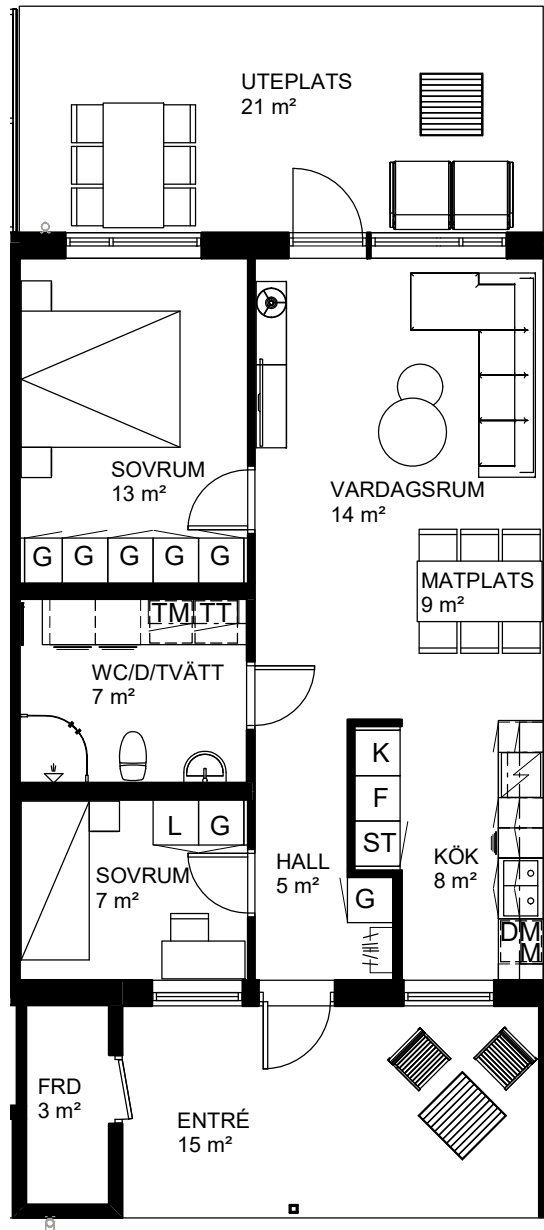 UTEPLATS
21 m²
SOVRUM
13 m²
VARDAGSRUM
14 m²
G G G G G
MATPLATS
9 m²
TM TT
WC/D/TVÄTT
7 m²
K
F
ST
L G
SOVRUM
7 m²
HALL
5 m²
KÖK
8 m²
G
DM
M
FRD
3 m²
ENTRÉ
15 m²